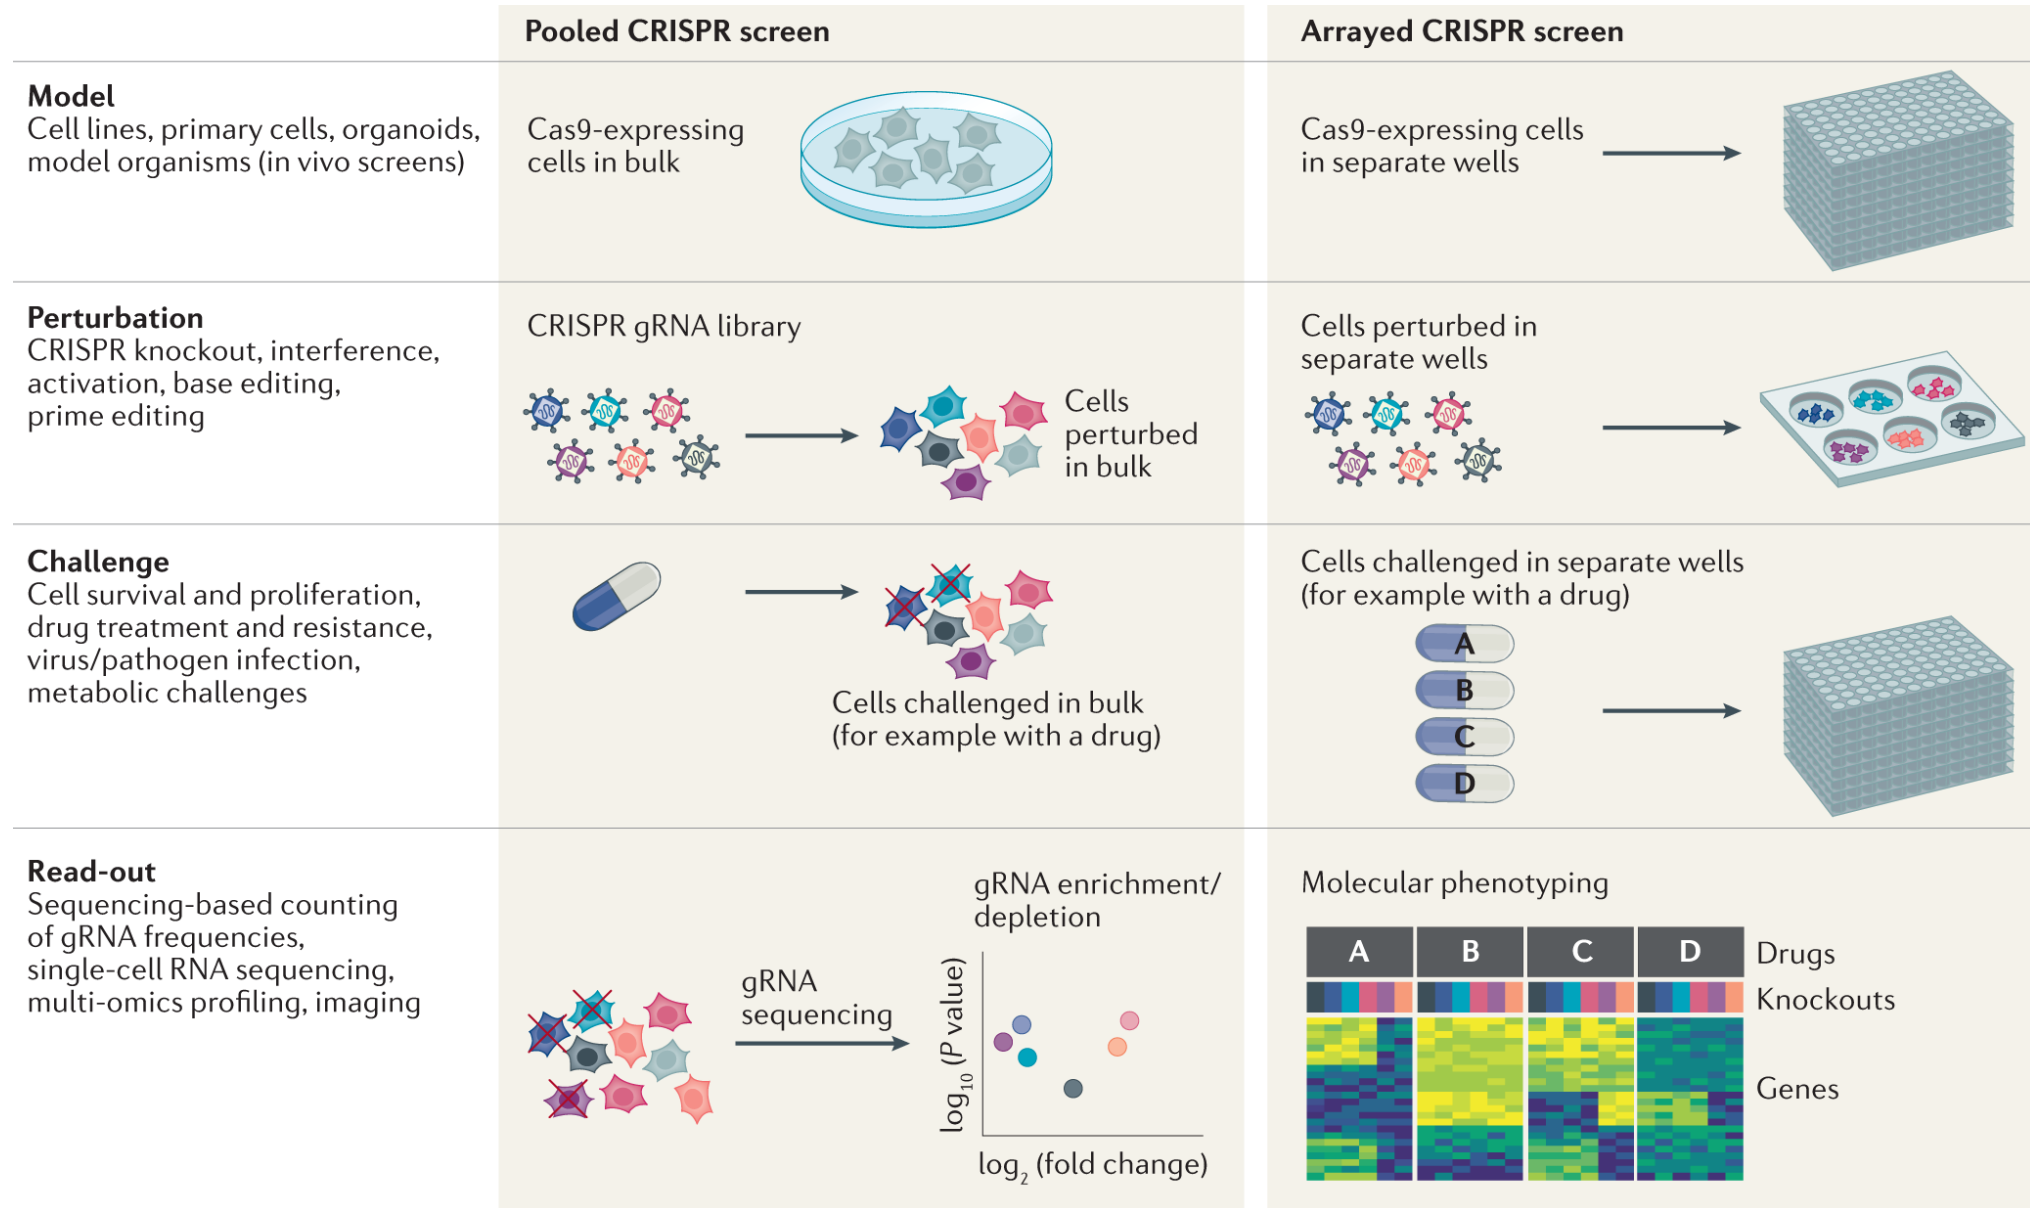 Pooled CRISPR screen
Arrayed CRISPR screen
Model
Cell lines, primary cells, organoids,
model organisms (in vivo screens)
Cas9-expressing
cells in bulk
Cas9-expressing cells
in separate wells
Perturbation
CRISPR knockout, interference,
activation, base editing,
prime editing
CRISPR gRNA library
Cells
perturbed
in bulk
Cells perturbed in
separate wells
Challenge
Cell survival and proliferation,
drug treatment and resistance,
virus/pathogen infection,
metabolic challenges
Cells challenged in bulk
(for example with a drug)
Cells challenged in separate wells
(for example with a drug)
A
B
C
D
Read-out
Sequencing-based counting
of gRNA frequencies,
single-cell RNA sequencing,
multi-omics profiling, imaging
gRNA
sequencing
gRNA enrichment/
depletion
log10 (P value)
log2 (fold change)
Molecular phenotyping
A B C D Drugs
Knockouts
Genes